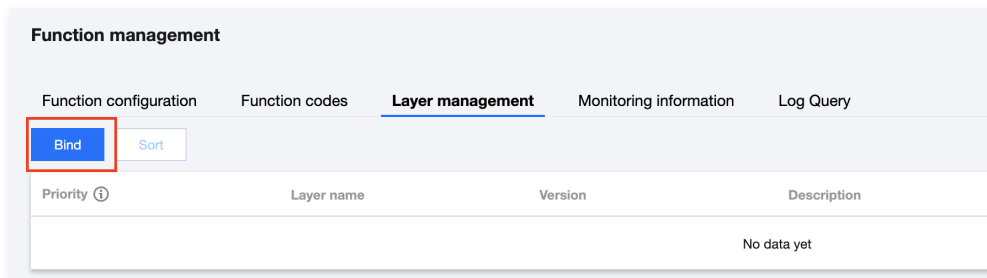 Function management
Function configuration Function codes Layer management Monitoring information Log Query
Bind Sort
Priority Layer name Version Description
No data yet